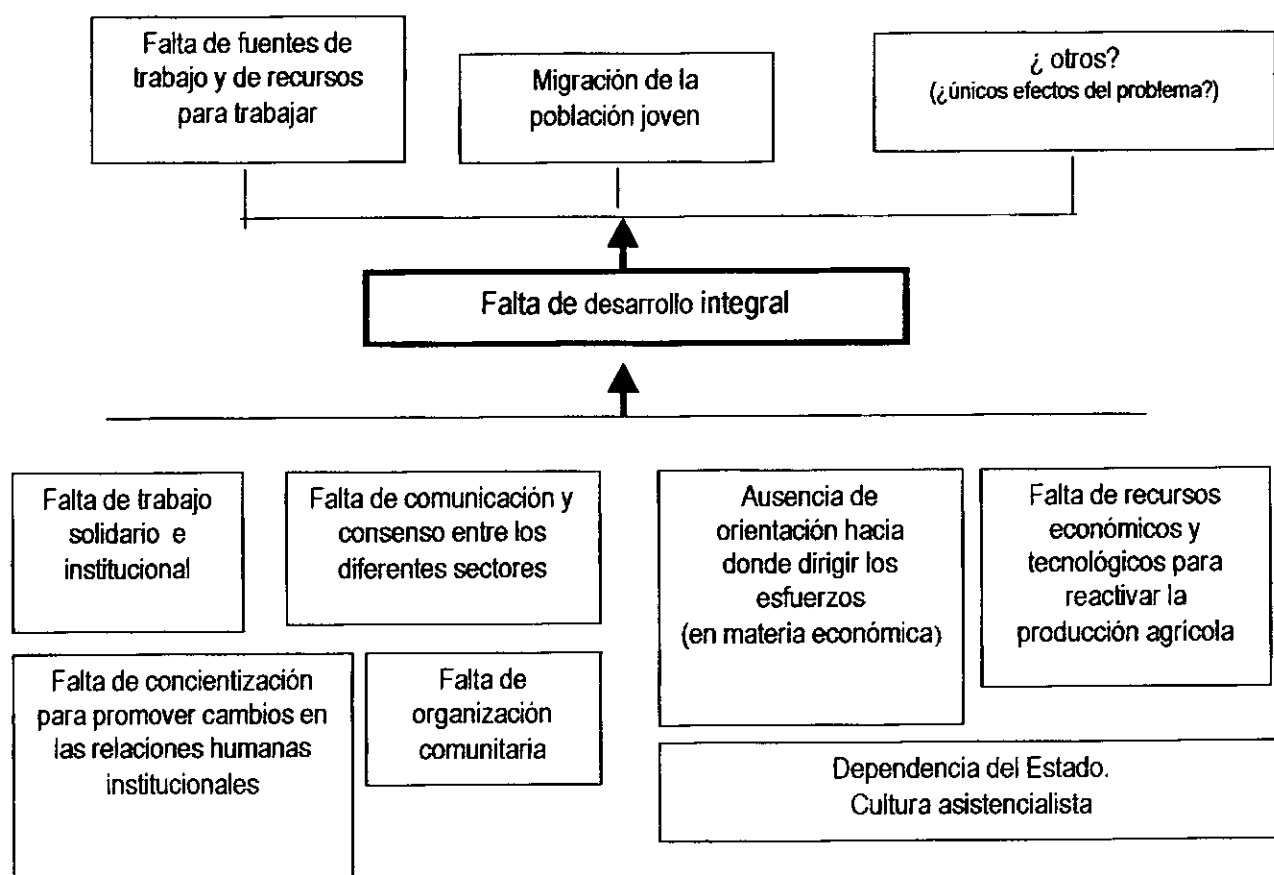 Falta de fuentes de
trabajo y de recursos
para trabajar
Migración de la
población joven
¿ otros?
(¿únicos efectos del problema?)
Falta de desarrollo integral
Falta de trabajo
solidario e
institucional
Falta de comunicación y
consenso entre los
diferentes sectores
Ausencia de
orientación hacia
donde dirigir los
esfuerzos
(en materia económica)
Falta de recursos
económicos y
tecnológicos para
reactivar la
producción agrícola
Falta de concientización
para promover cambios en
las relaciones humanas
institucionales
Falta de
organización
comunitaria
Dependencia del Estado.
Cultura asistencialista